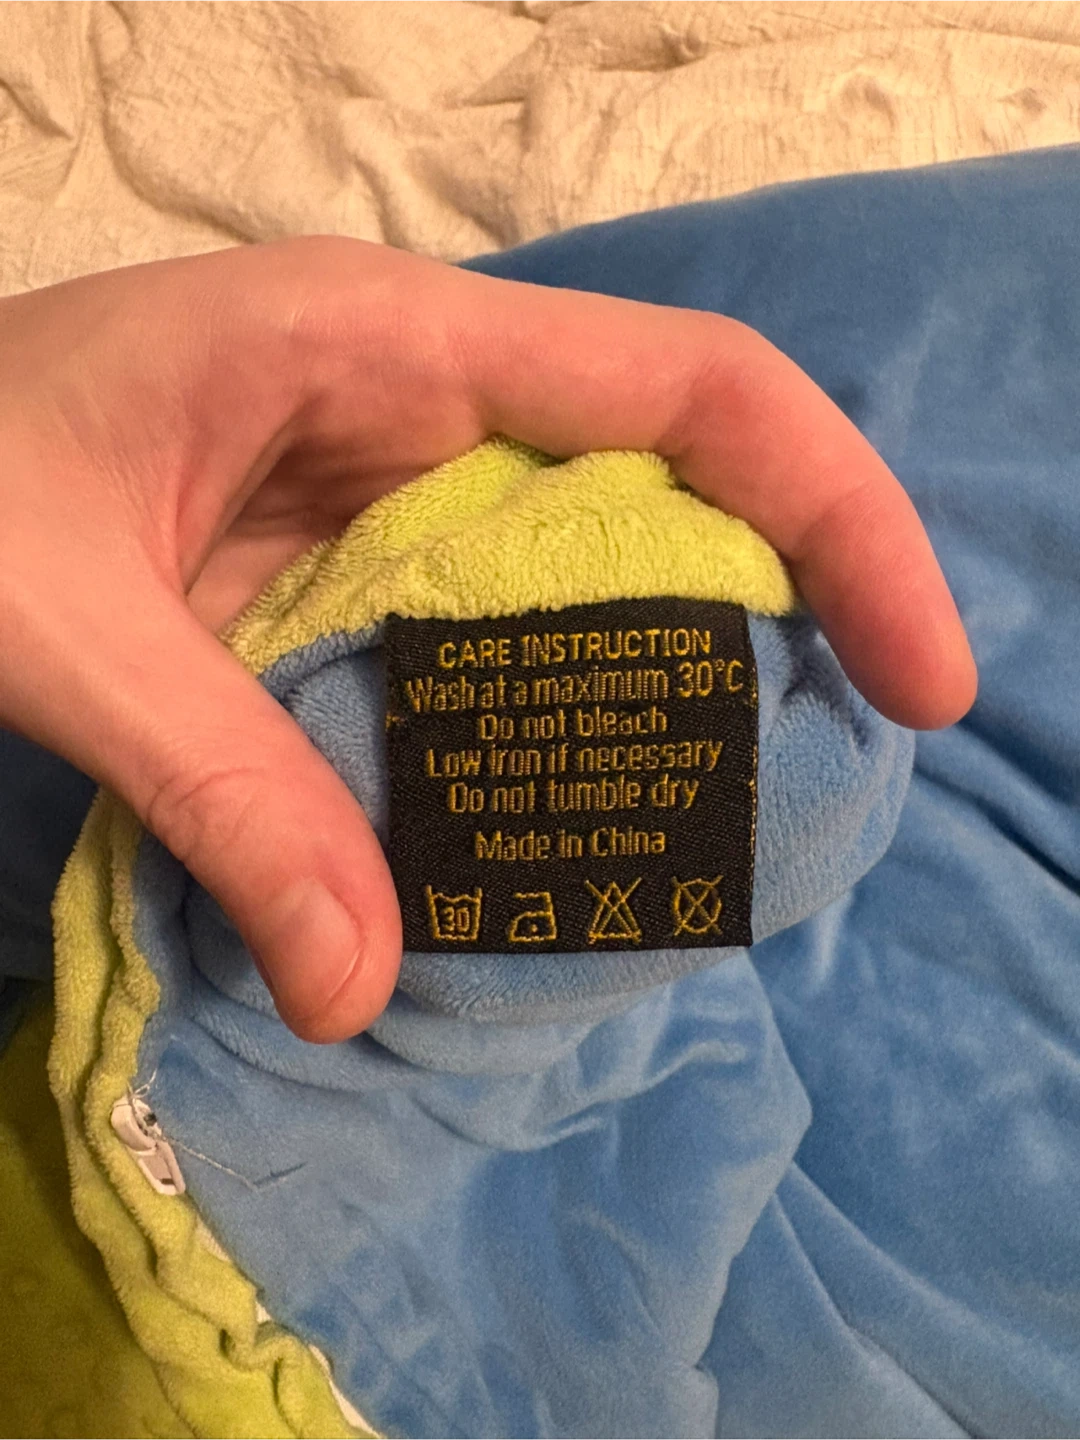 CARE INSTRUCTION
Wash at a maximum 30°C
Do not bleach
Low iron if necessary
Do not tumble dry
Made in China
30